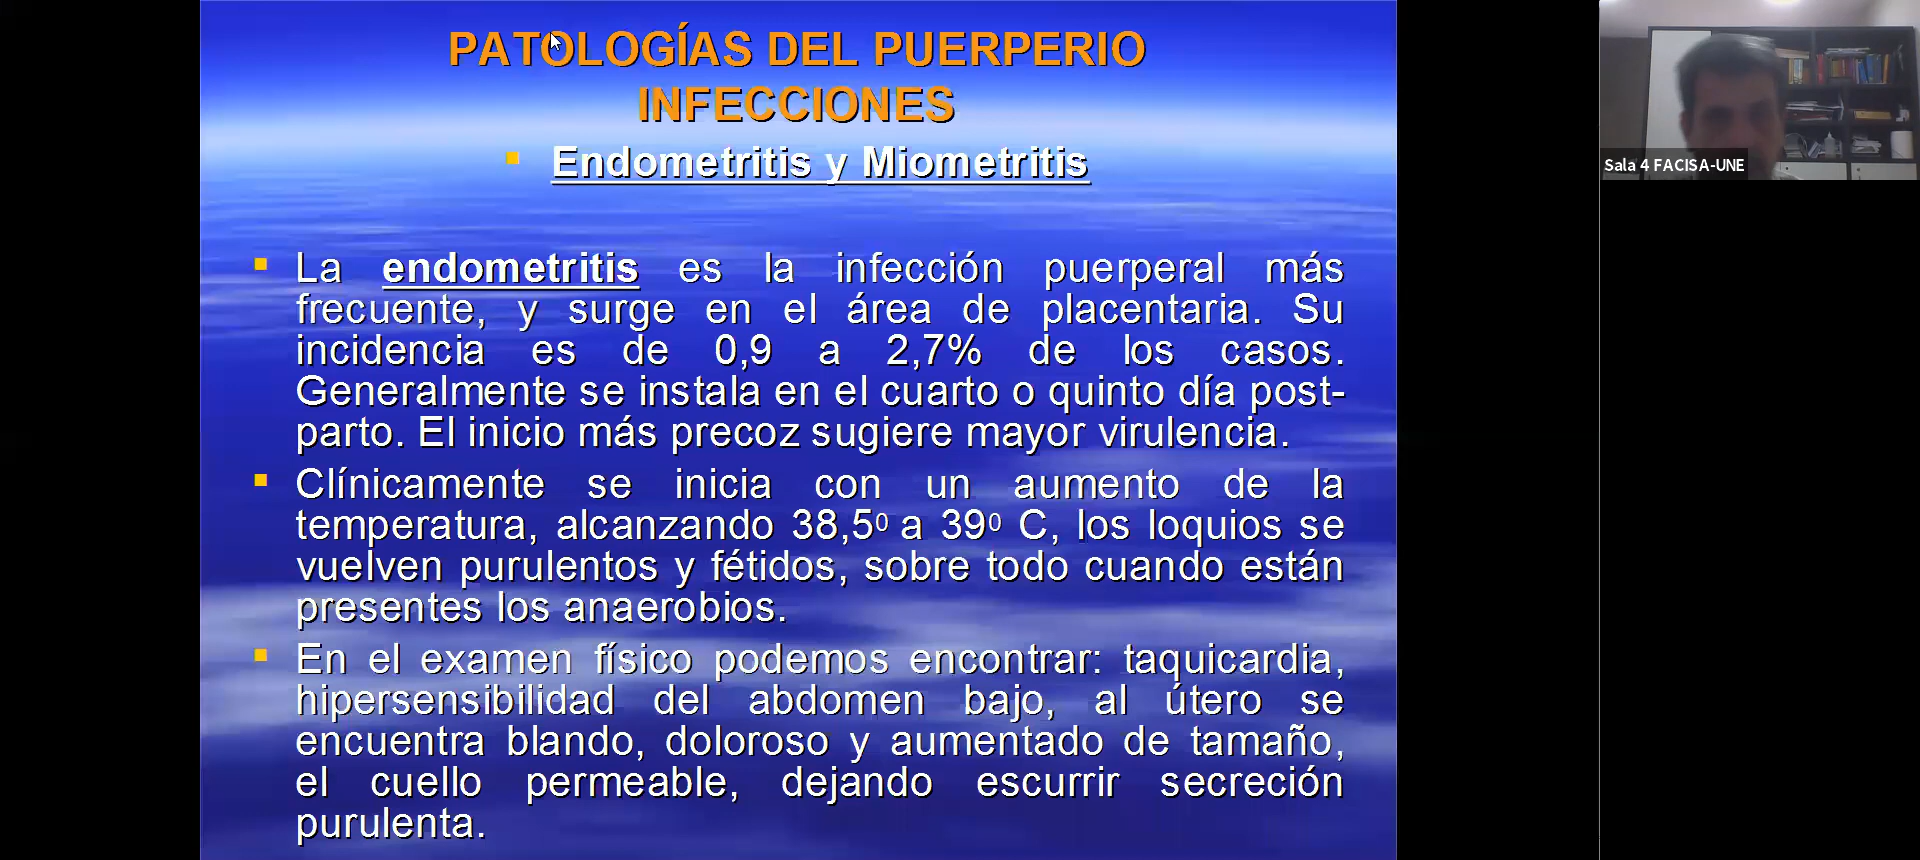 PATOLOGÍAS DEL PUERPERIO
INFECCIONES
Endometritis y Miometritis
La endometritis es la infección puerperal más
frecuente, y surge en el área de placentaria. Su
incidencia es de 0,9 a 2,7% de los casos.
Generalmente se instala en el cuarto o quinto día post-
parto. El inicio más precoz sugiere mayor virulencia.
Clínicamente se inicia con un aumento de la
temperatura, alcanzando 38,5⁰ a 39⁰ C, los loquios se
vuelven purulentos y fétidos, sobre todo cuando están
presentes los anaerobios.
En el examen físico podemos encontrar: taquicardia,
hipersensibilidad del abdomen bajo, al útero se
encuentra blando, doloroso y aumentado de tamaño,
el cuello permeable, dejando escurrir secreción
purulenta.
Sala 4 FACISA-UNE